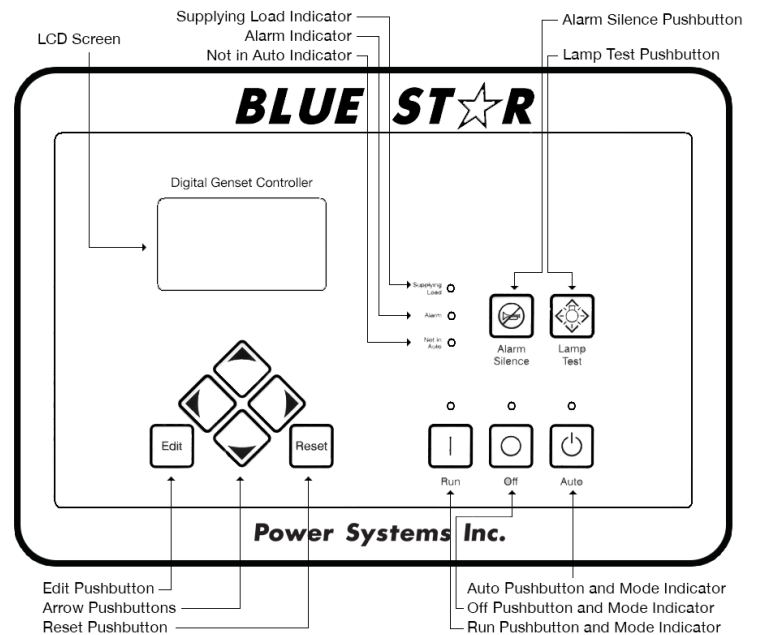 Supplying Load Indicator
Alarm Indicator
Not in Auto Indicator
LCD Screen
Alarm Silence Pushbutton
Lamp Test Pushbutton
BLUE ST☆R
Digital Genset Controller
Supplying
Load
Alarm
Not in
Auto
Alarm
Silence
Lamp
Test
Edit
Reset
Run
Off
Auto
Power Systems Inc.
Edit Pushbutton
Arrow Pushbuttons
Reset Pushbutton
Auto Pushbutton and Mode Indicator
Off Pushbutton and Mode Indicator
Run Pushbutton and Mode Indicator